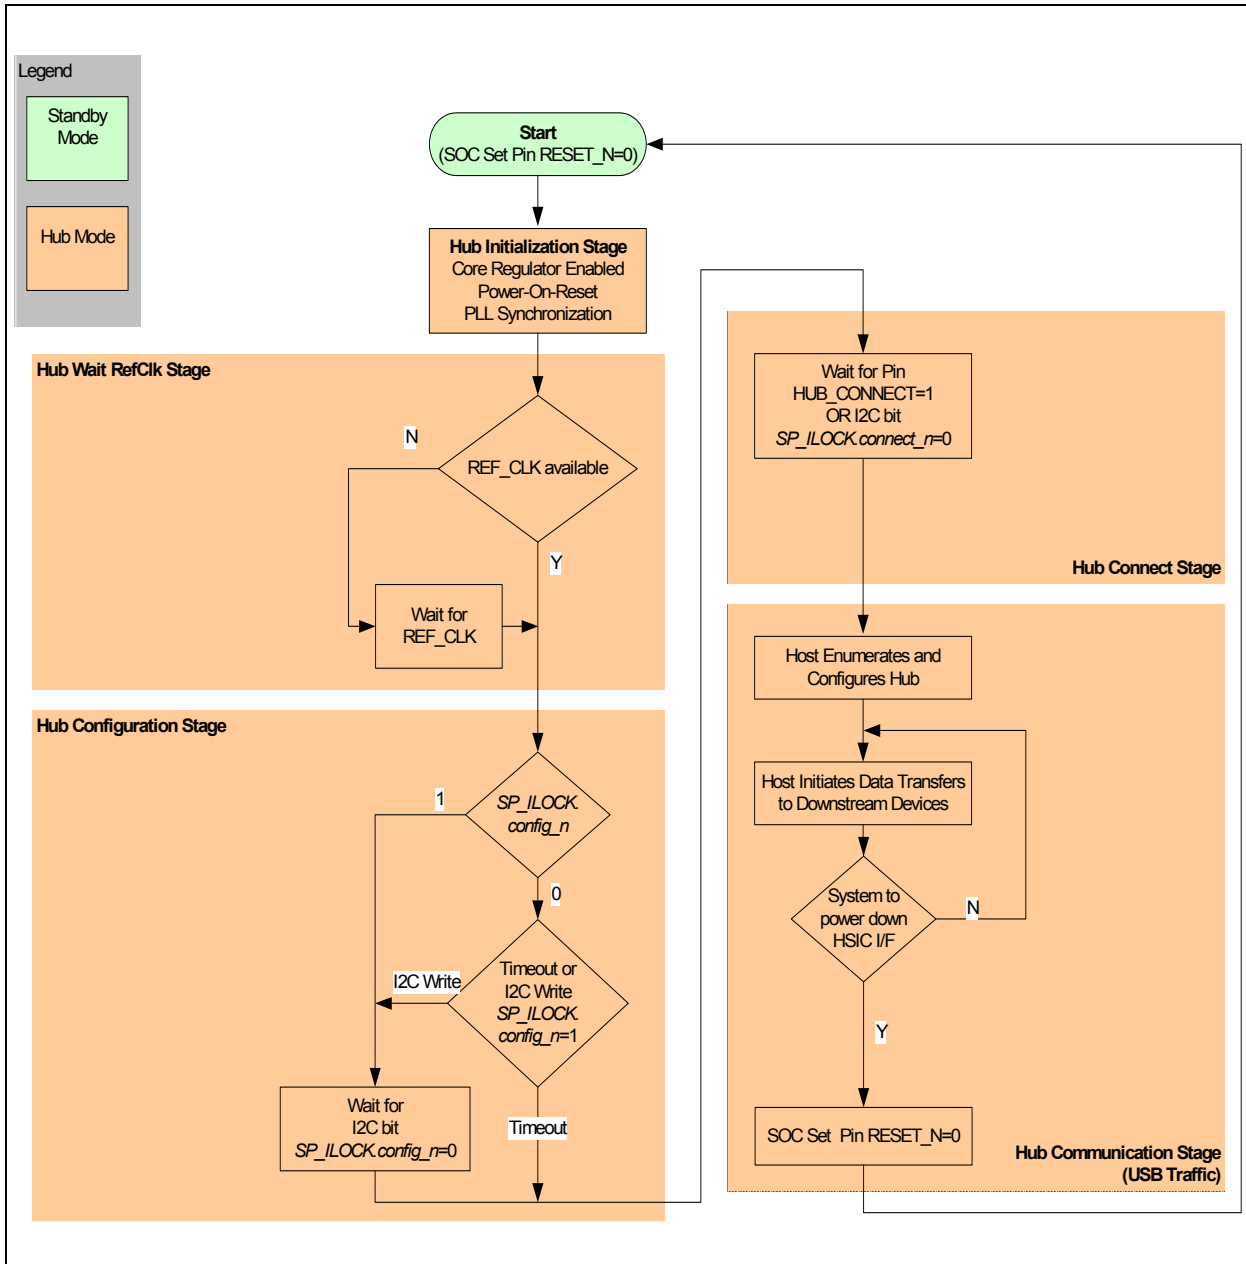 Legend
Standby
Mode
Hub Mode
Start
(SOC Set Pin RESET_N=0)
Hub Initialization Stage
Core Regulator Enabled
Power-On-Reset
PLL Synchronization
Hub Wait RefClk Stage
N
REF_CLK available
Y
Wait for
REF_CLK
Hub Configuration Stage
1
SP_ILOCK.
config_n
0
I2C Write
Timeout or
I2C Write
SP_ILOCK.
config_n=1
Wait for
I2C bit
SP_ILOCK.config_n=0
Timeout
Wait for Pin
HUB_CONNECT=1
OR I2C bit
SP_ILOCK.connect_n=0
Hub Connect Stage
Host Enumerates and
Configures Hub
Host Initiates Data Transfers
to Downstream Devices
System to
power down
HSIC I/F
N
Y
SOC Set Pin RESET_N=0
Hub Communication Stage
(USB Traffic)